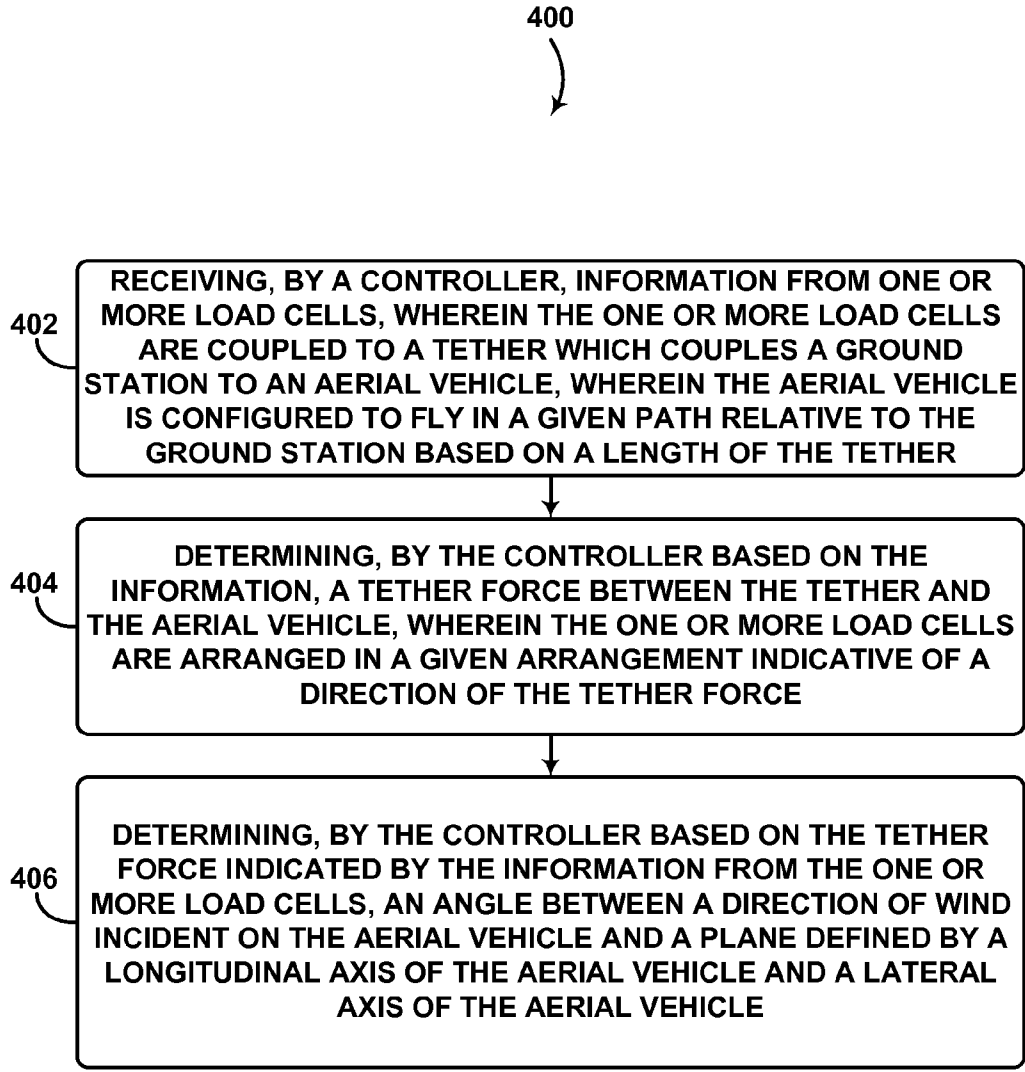 400
402
RECEIVING, BY A CONTROLLER, INFORMATION FROM ONE OR
MORE LOAD CELLS, WHEREIN THE ONE OR MORE LOAD CELLS
ARE COUPLED TO A TETHER WHICH COUPLES A GROUND
STATION TO AN AERIAL VEHICLE, WHEREIN THE AERIAL VEHICLE
IS CONFIGURED TO FLY IN A GIVEN PATH RELATIVE TO THE
GROUND STATION BASED ON A LENGTH OF THE TETHER
404
DETERMINING, BY THE CONTROLLER BASED ON THE
INFORMATION, A TETHER FORCE BETWEEN THE TETHER AND
THE AERIAL VEHICLE, WHEREIN THE ONE OR MORE LOAD CELLS
ARE ARRANGED IN A GIVEN ARRANGEMENT INDICATIVE OF A
DIRECTION OF THE TETHER FORCE
406
DETERMINING, BY THE CONTROLLER BASED ON THE TETHER
FORCE INDICATED BY THE INFORMATION FROM THE ONE OR
MORE LOAD CELLS, AN ANGLE BETWEEN A DIRECTION OF WIND
INCIDENT ON THE AERIAL VEHICLE AND A PLANE DEFINED BY A
LONGITUDINAL AXIS OF THE AERIAL VEHICLE AND A LATERAL
AXIS OF THE AERIAL VEHICLE